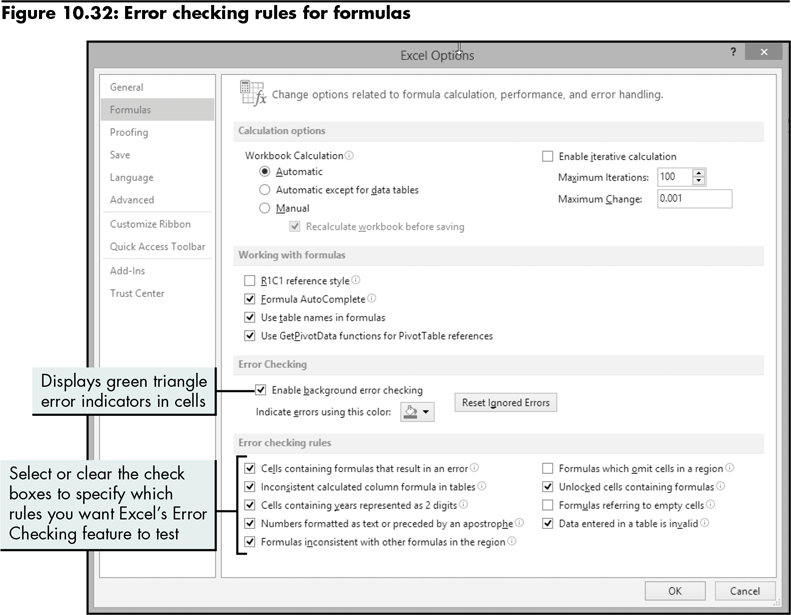 Figure 10.32: Error checking rules for formulas
Excel Options
?
General
Formulas
Proofing
Save
Language
Advanced
Customize Ribbon
Quick Access Toolbar
Add-Ins
Trust Center
Change options related to formula calculation, performance, and error handling.
Calculation options
Workbook Calculation
Automatic
Automatic except for data tables
Manual
Recalculate workbook before saving
Enable iterative calculation
Maximum Iterations: 100
Maximum Change: 0.001
Working with formulas
R1C1 reference style
Formula AutoComplete
Use table names in formulas
Use GetPivotData functions for PivotTable references
Error Checking
Displays green triangle
error indicators in cells
Enable background error checking
Indicate errors using this color:
Reset Ignored Errors
Error checking rules
Select or clear the check
boxes to specify which
rules you want Excel's Error
Checking feature to test
Cells containing formulas that result in an error
Inconsistent calculated column formula in tables
Cells containing years represented as 2 digits
Numbers formatted as text or preceded by an apostrophe
Formulas inconsistent with other formulas in the region
Formulas which omit cells in a region
Unlocked cells containing formulas
Formulas referring to empty cells
Data entered in a table is invalid
OK
Cancel